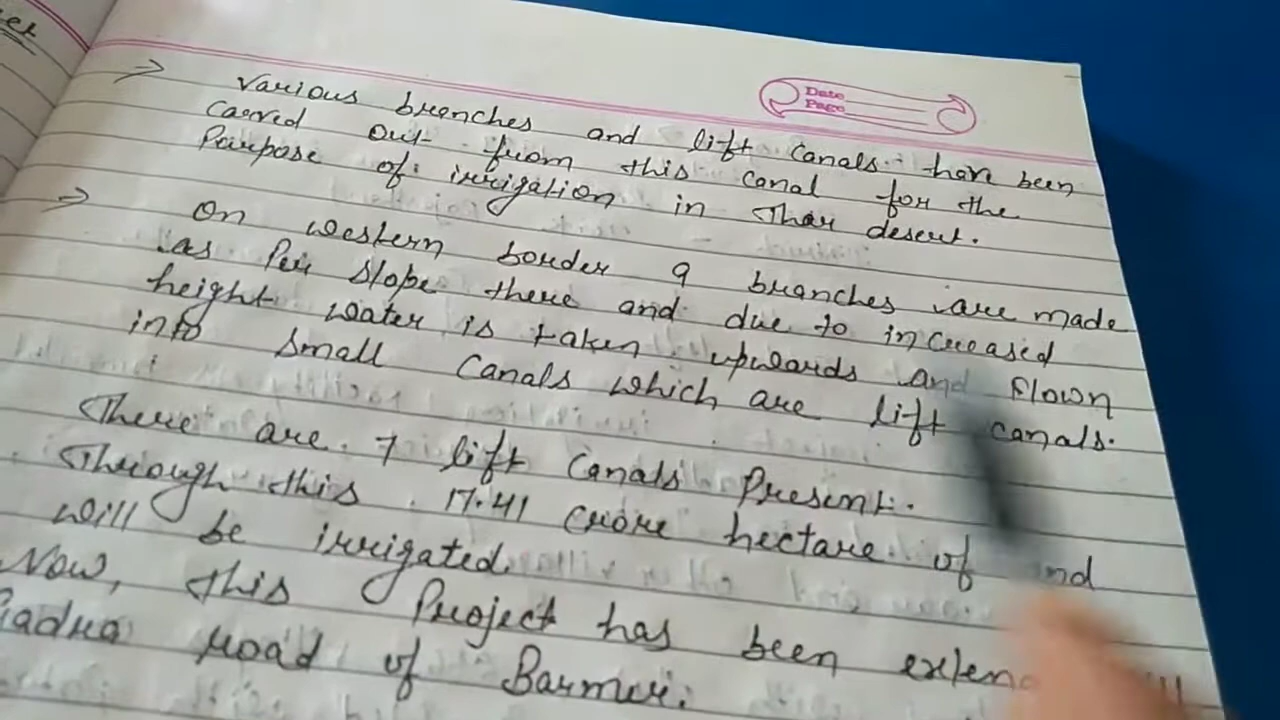 Date
Page
⇒ Various branches and lift canals have been
carved out from this canal for the
Purpose of irrigation in Thar desert.
⇒ On western border 9 branches are made
as per slope there and due to increased
height water is taken upwards and flown
into small canals which are lift canals.
There are 7 lift canals Present.
Through this 17.41 crore hectare of
will be irrigated.
Now, this Project has been
road of Barmer.